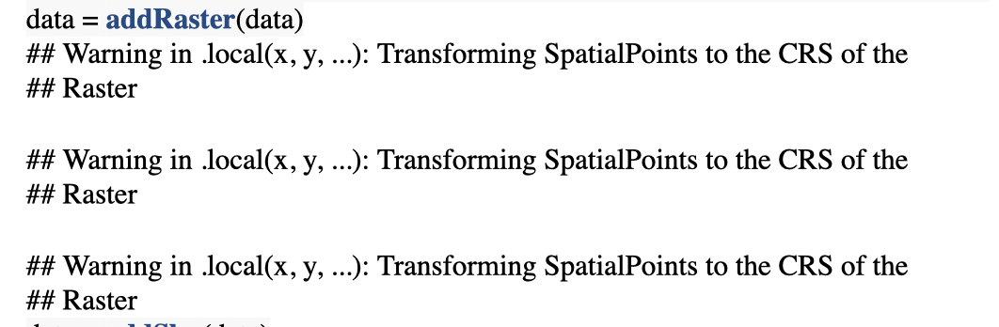 data = addRaster(data)
## Warning in .local(x, y, ...): Transforming SpatialPoints to the CRS of the
## Raster
## Warning in .local(x, y, ...): Transforming SpatialPoints to the CRS of the
## Raster
## Warning in .local(x, y, ...): Transforming SpatialPoints to the CRS of the
## Raster